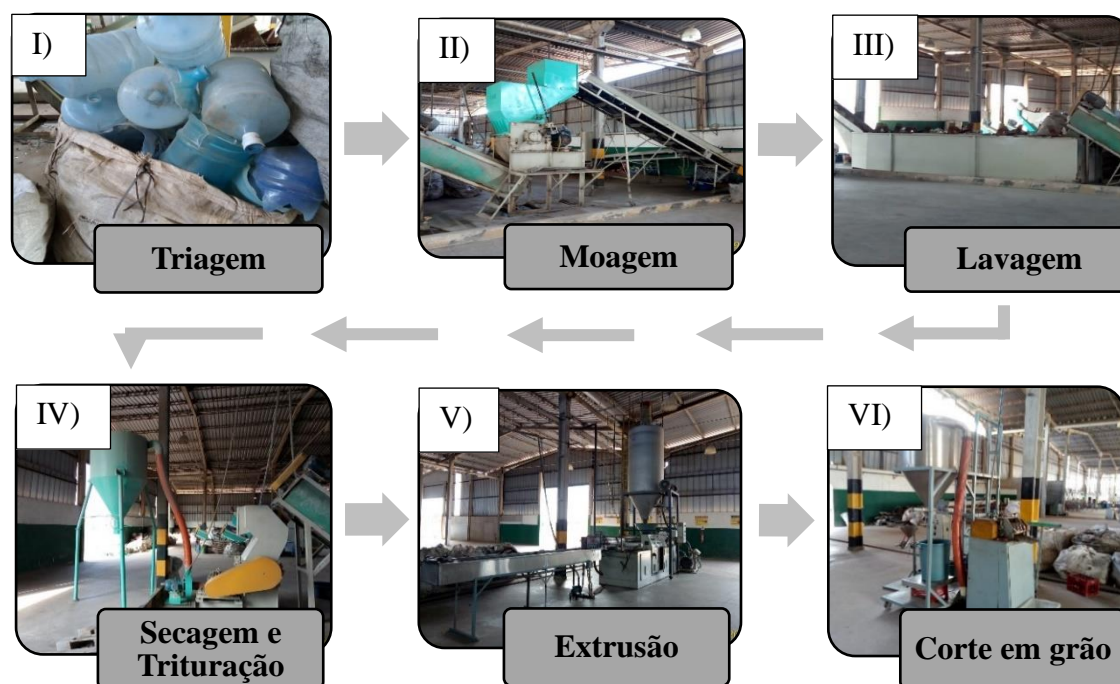 I)
Triagem
II)
Moagem
III)
Lavagem
IV)
Secagem e
Trituração
V)
Extrusão
VI)
Corte em grão